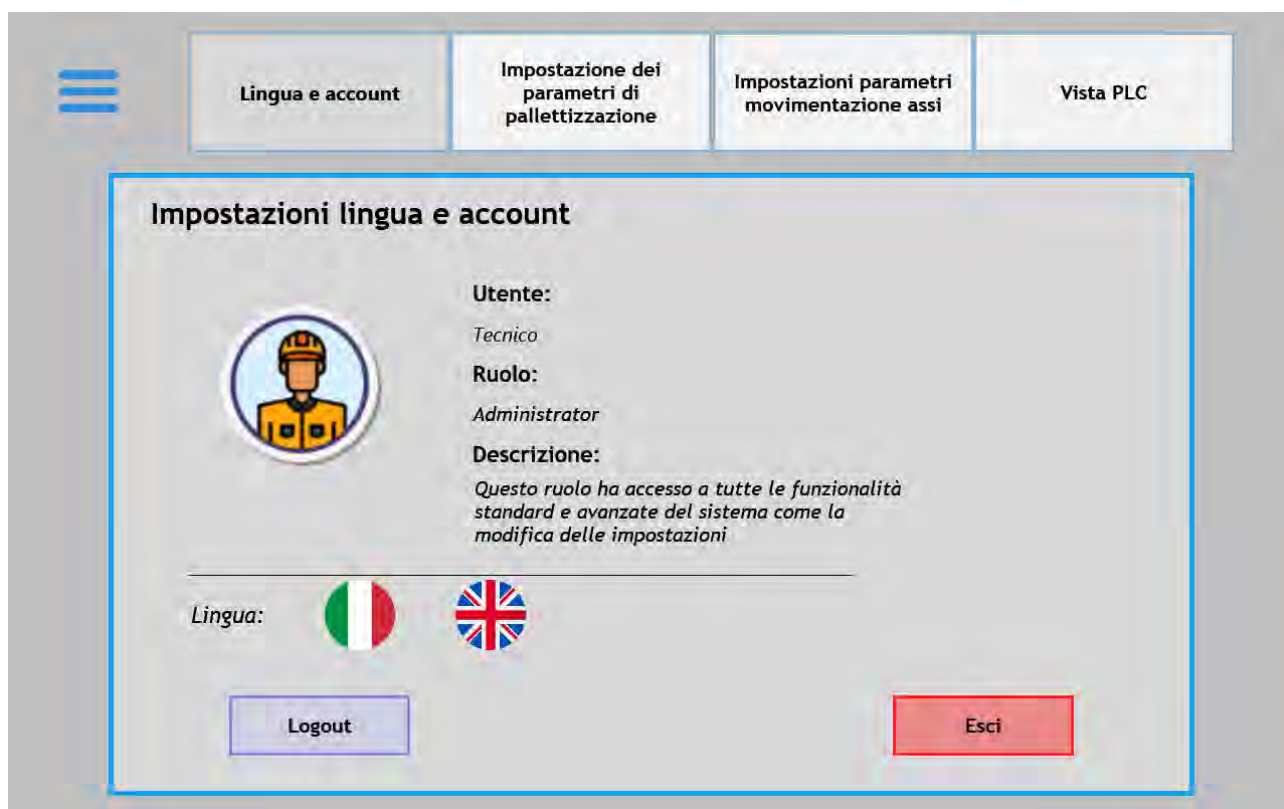 Lingua e account
Impostazione dei
parametri di
pallettizzazione
Impostazioni parametri
movimentazione assi
Vista PLC
Impostazioni lingua e account
Utente:
Tecnico
Ruolo:
Administrator
Descrizione:
Questo ruolo ha accesso a tutte le funzionalità
standard e avanzate del sistema come la
modifica delle impostazioni
Lingua:
Logout
Esci